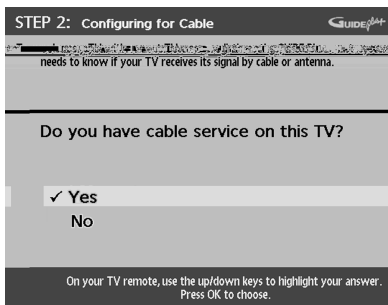 STEP 2: Configuring for Cable
GUIDE plus+
needs to know if your TV receives its signal by cable or antenna.
Do you have cable service on this TV?
✓ Yes
No
On your TV remote, use the up/down keys to highlight your answer.
Press OK to choose.